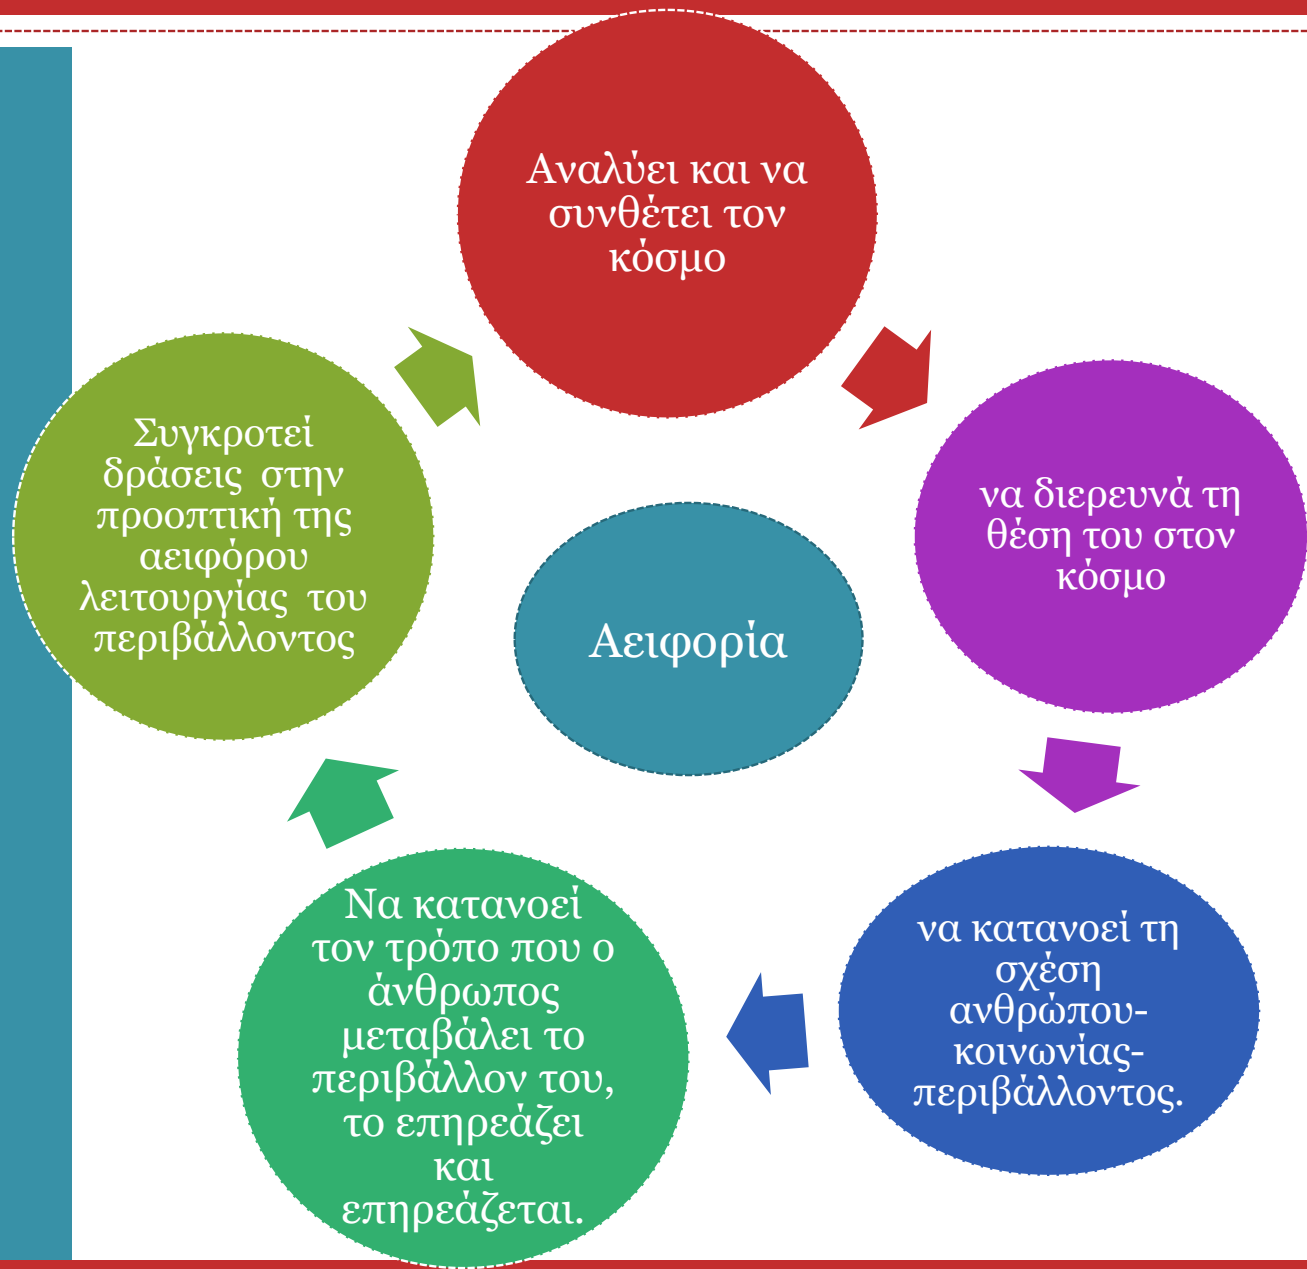 Αναλύει και να
συνθέτει τον
κόσμο
να διερευνά τη
θέση του στον
κόσμο
να κατανοεί τη
σχέση
ανθρώπου-
κοινωνίας-
περιβάλλοντος.
Να κατανοεί
τον τρόπο που ο
άνθρωπος
μεταβάλει το
περιβάλλον του,
το επηρεάζει
και
επηρεάζεται.
Συγκροτεί
δράσεις στην
προοπτική της
αειφόρου
λειτουργίας του
περιβάλλοντος
Αειφορία